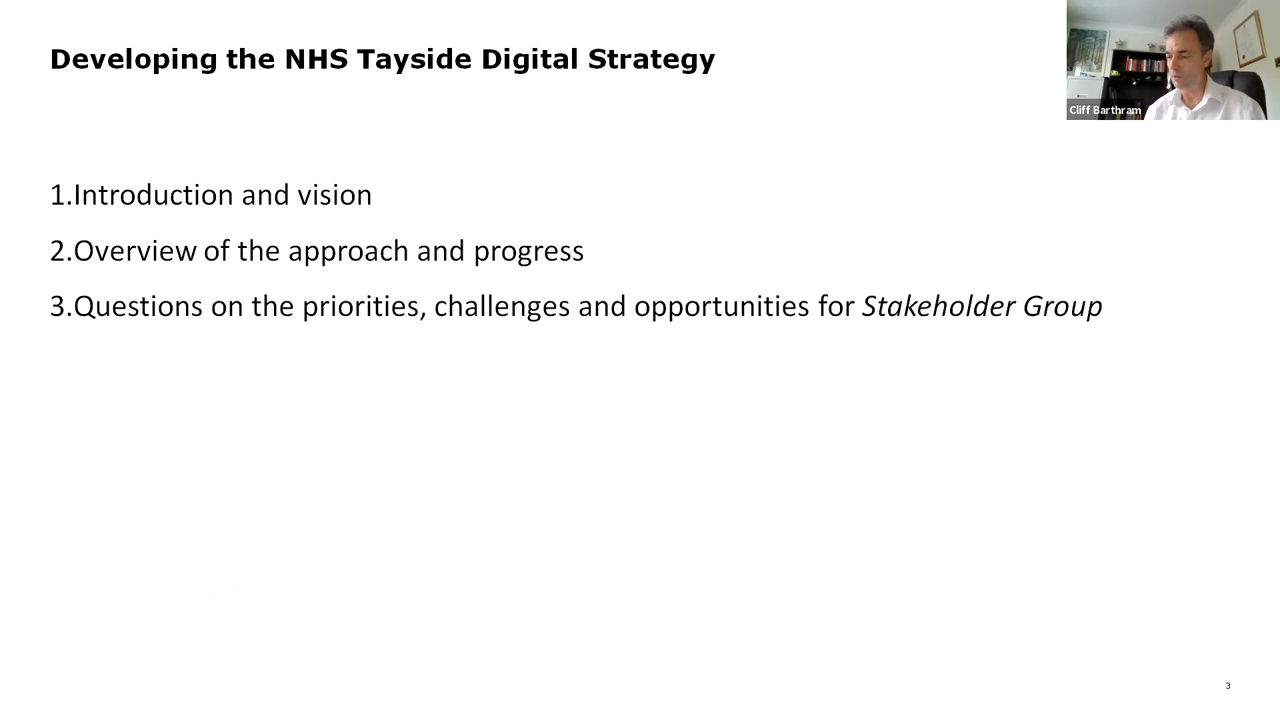 Developing the NHS Tayside Digital Strategy
Cliff Barthram
1.Introduction and vision
2.Overview of the approach and progress
3.Questions on the priorities, challenges and opportunities for Stakeholder Group
3